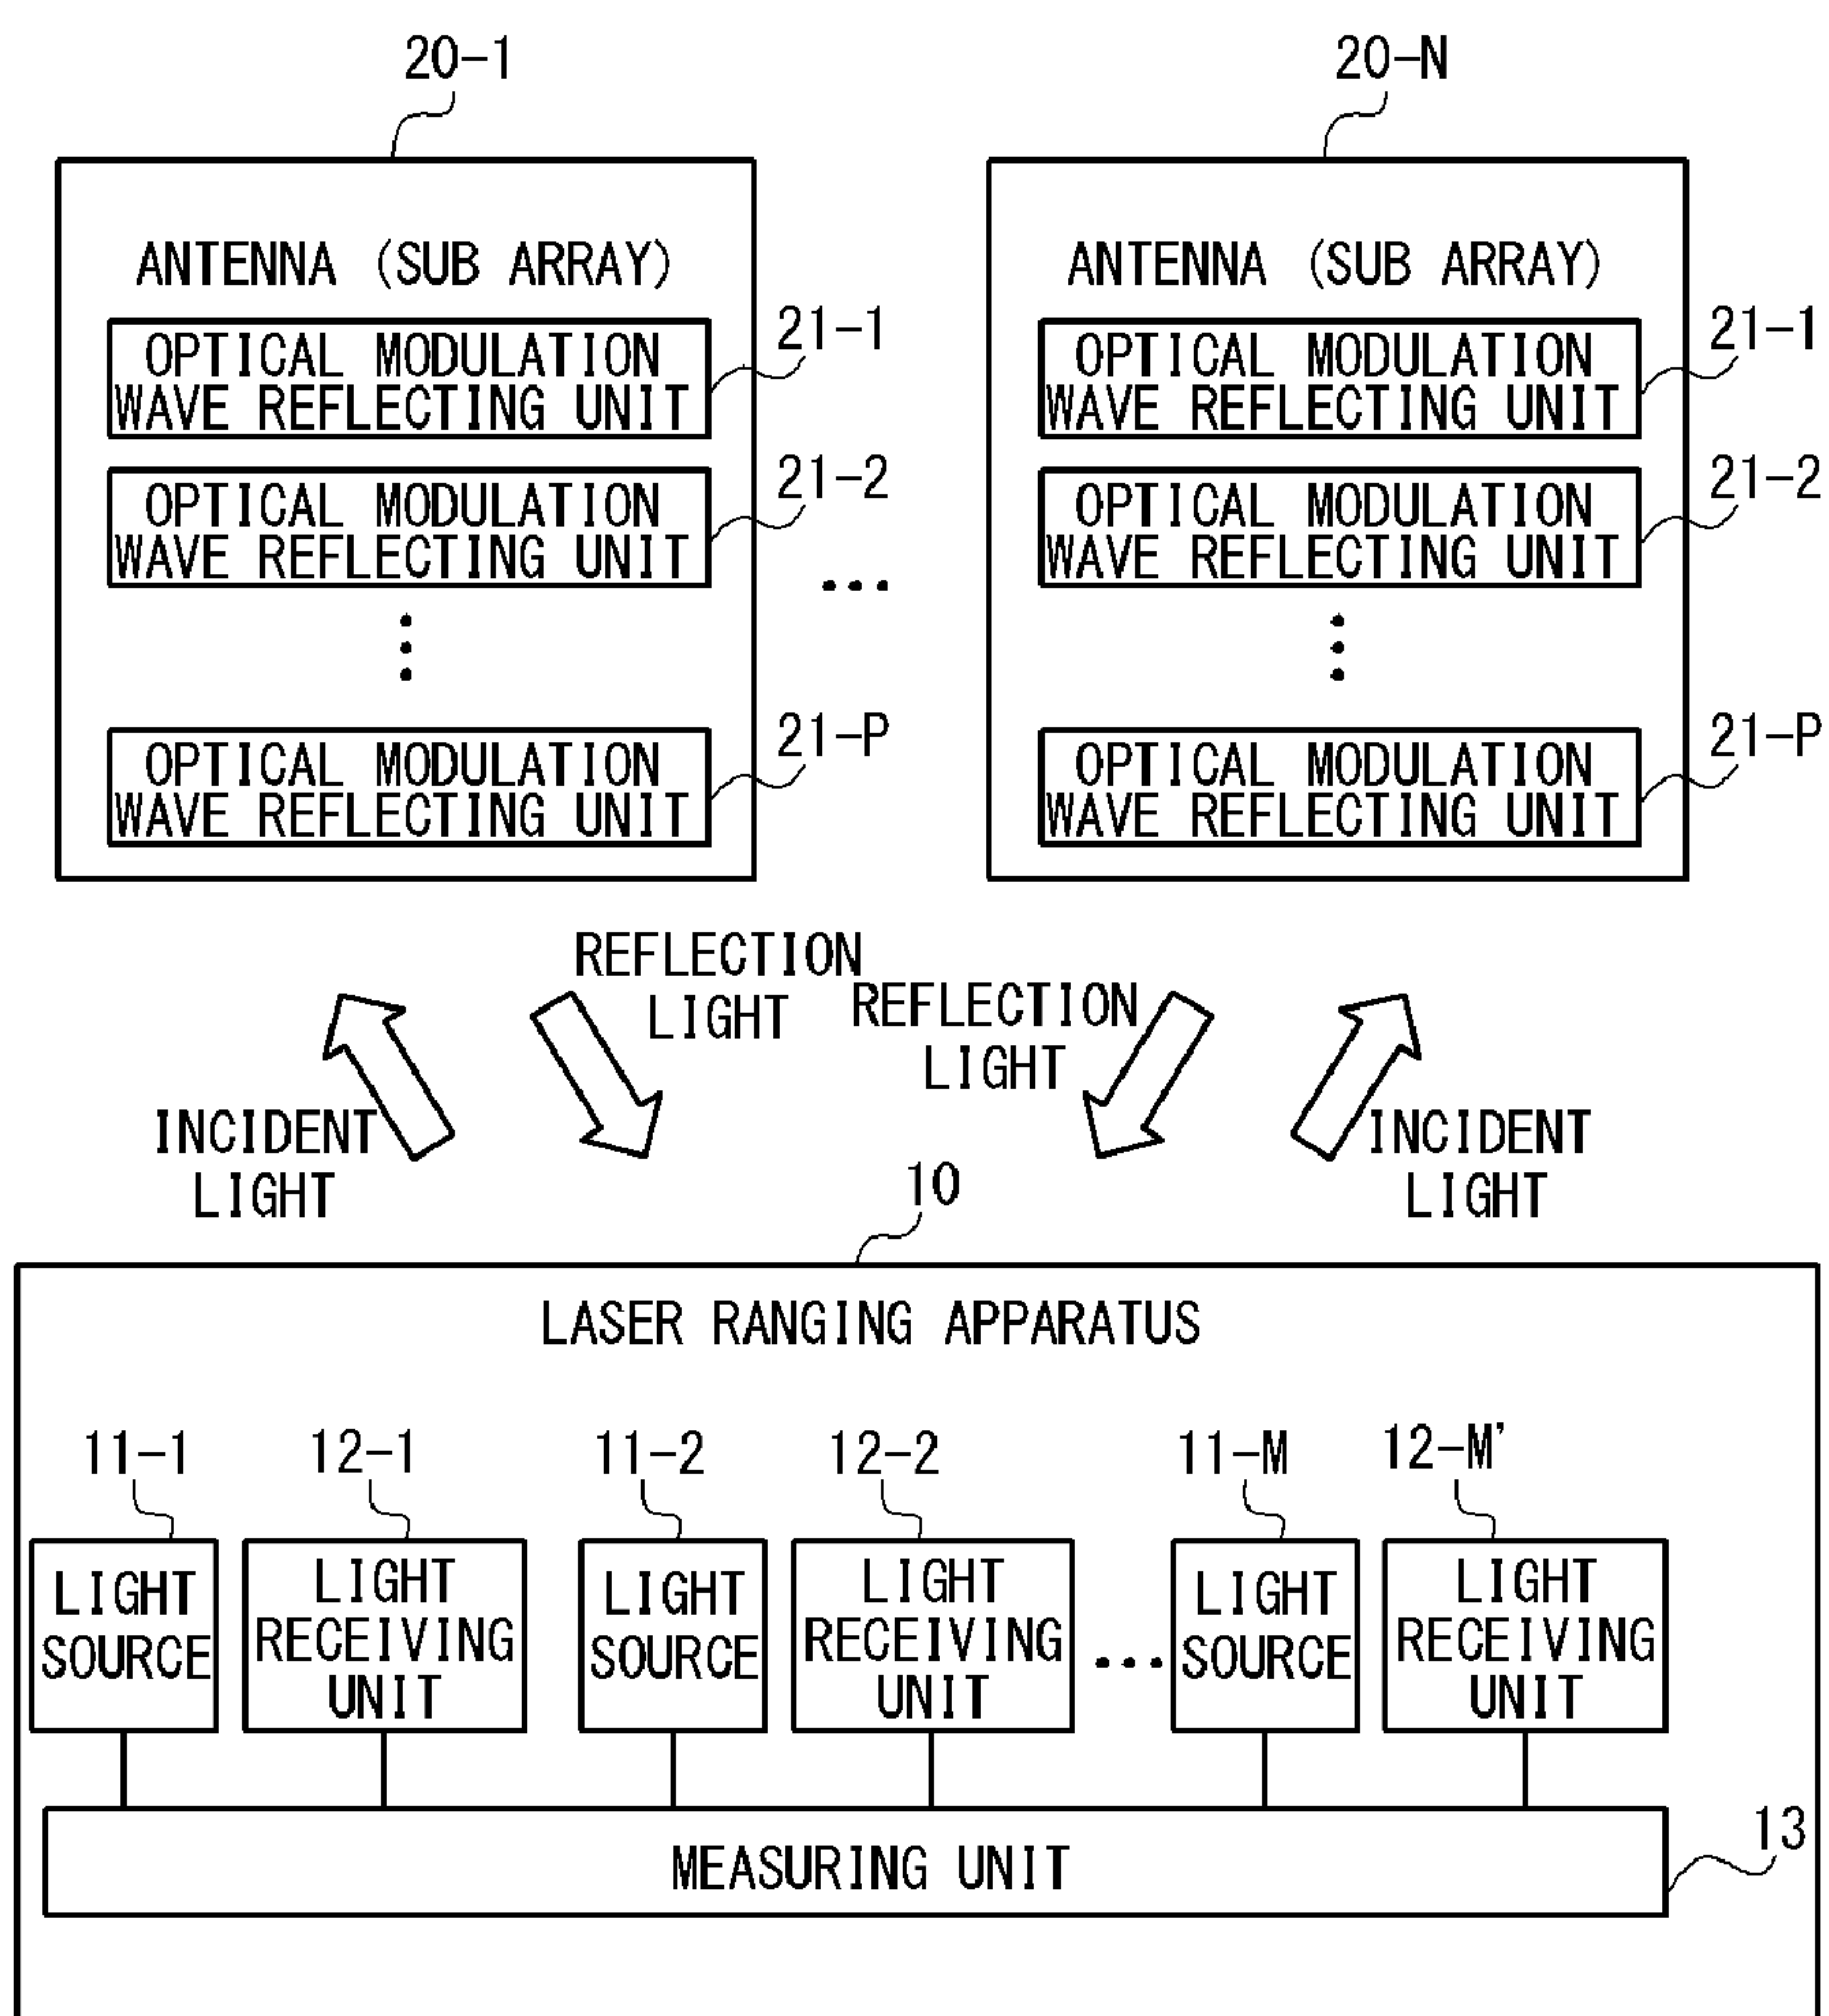 20-1
20-N
ANTENNA (SUB ARRAY)
OPTICAL MODULATION
WAVE REFLECTING UNIT
21-1
OPTICAL MODULATION
WAVE REFLECTING UNIT
21-2
OPTICAL MODULATION
WAVE REFLECTING UNIT
21-P
ANTENNA (SUB ARRAY)
OPTICAL MODULATION
WAVE REFLECTING UNIT
21-1
OPTICAL MODULATION
WAVE REFLECTING UNIT
21-2
OPTICAL MODULATION
WAVE REFLECTING UNIT
21-P
REFLECTION
LIGHT
REFLECTION
LIGHT
INCIDENT
LIGHT
INCIDENT
LIGHT
10
LASER RANGING APPARATUS
11-1
12-1
11-2
12-2
11-M
12-M'
LIGHT
SOURCE
LIGHT
RECEIVING
UNIT
LIGHT
SOURCE
LIGHT
RECEIVING
UNIT
LIGHT
SOURCE
LIGHT
RECEIVING
UNIT
MEASURING UNIT
13